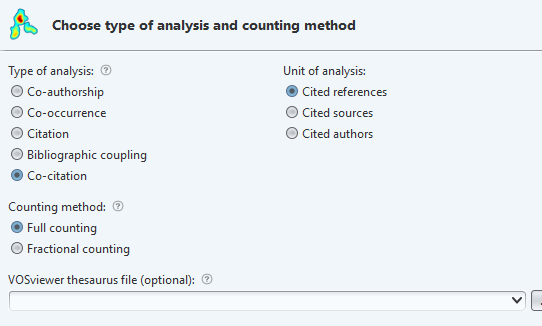 Choose type of analysis and counting method
Type of analysis: ?
Unit of analysis:
Co-authorship
Cited references
Co-occurrence
Cited sources
Citation
Cited authors
Bibliographic coupling
Co-citation
Counting method: ?
Full counting
Fractional counting
VOSviewer thesaurus file (optional): ?